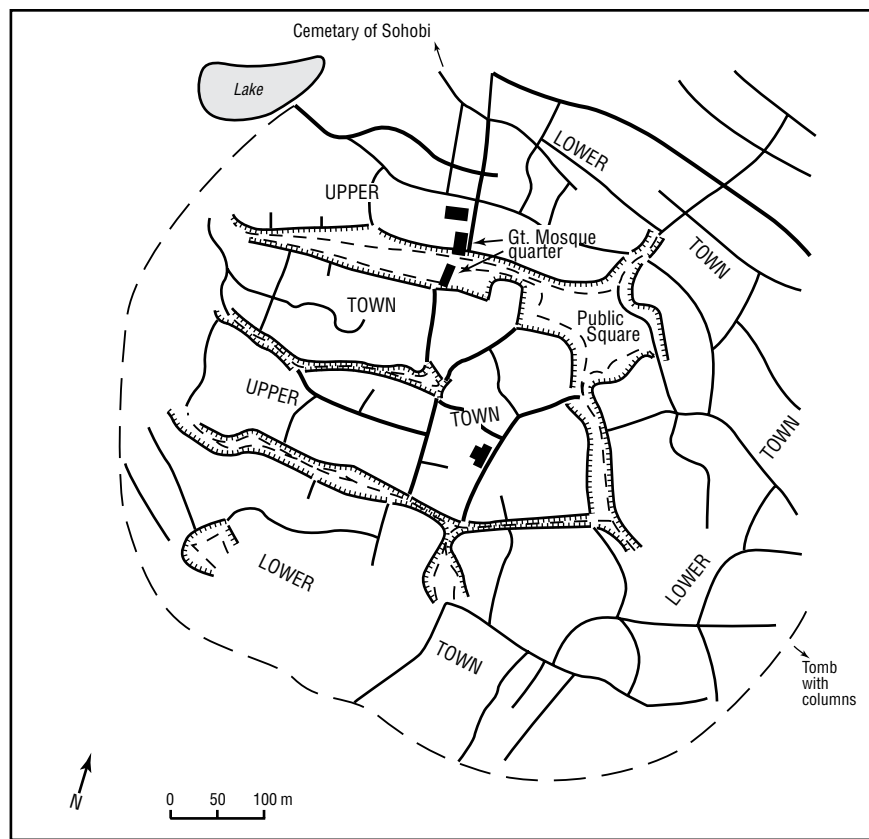 Cemetary of Sohobi
Lake
LOWER
UPPER
Gt. Mosque
quarter
TOWN
TOWN
Public
Square
UPPER
TOWN
TOWN
LOWER
LOWER
TOWN
Tomb
with
columns
N
0 50 100 m